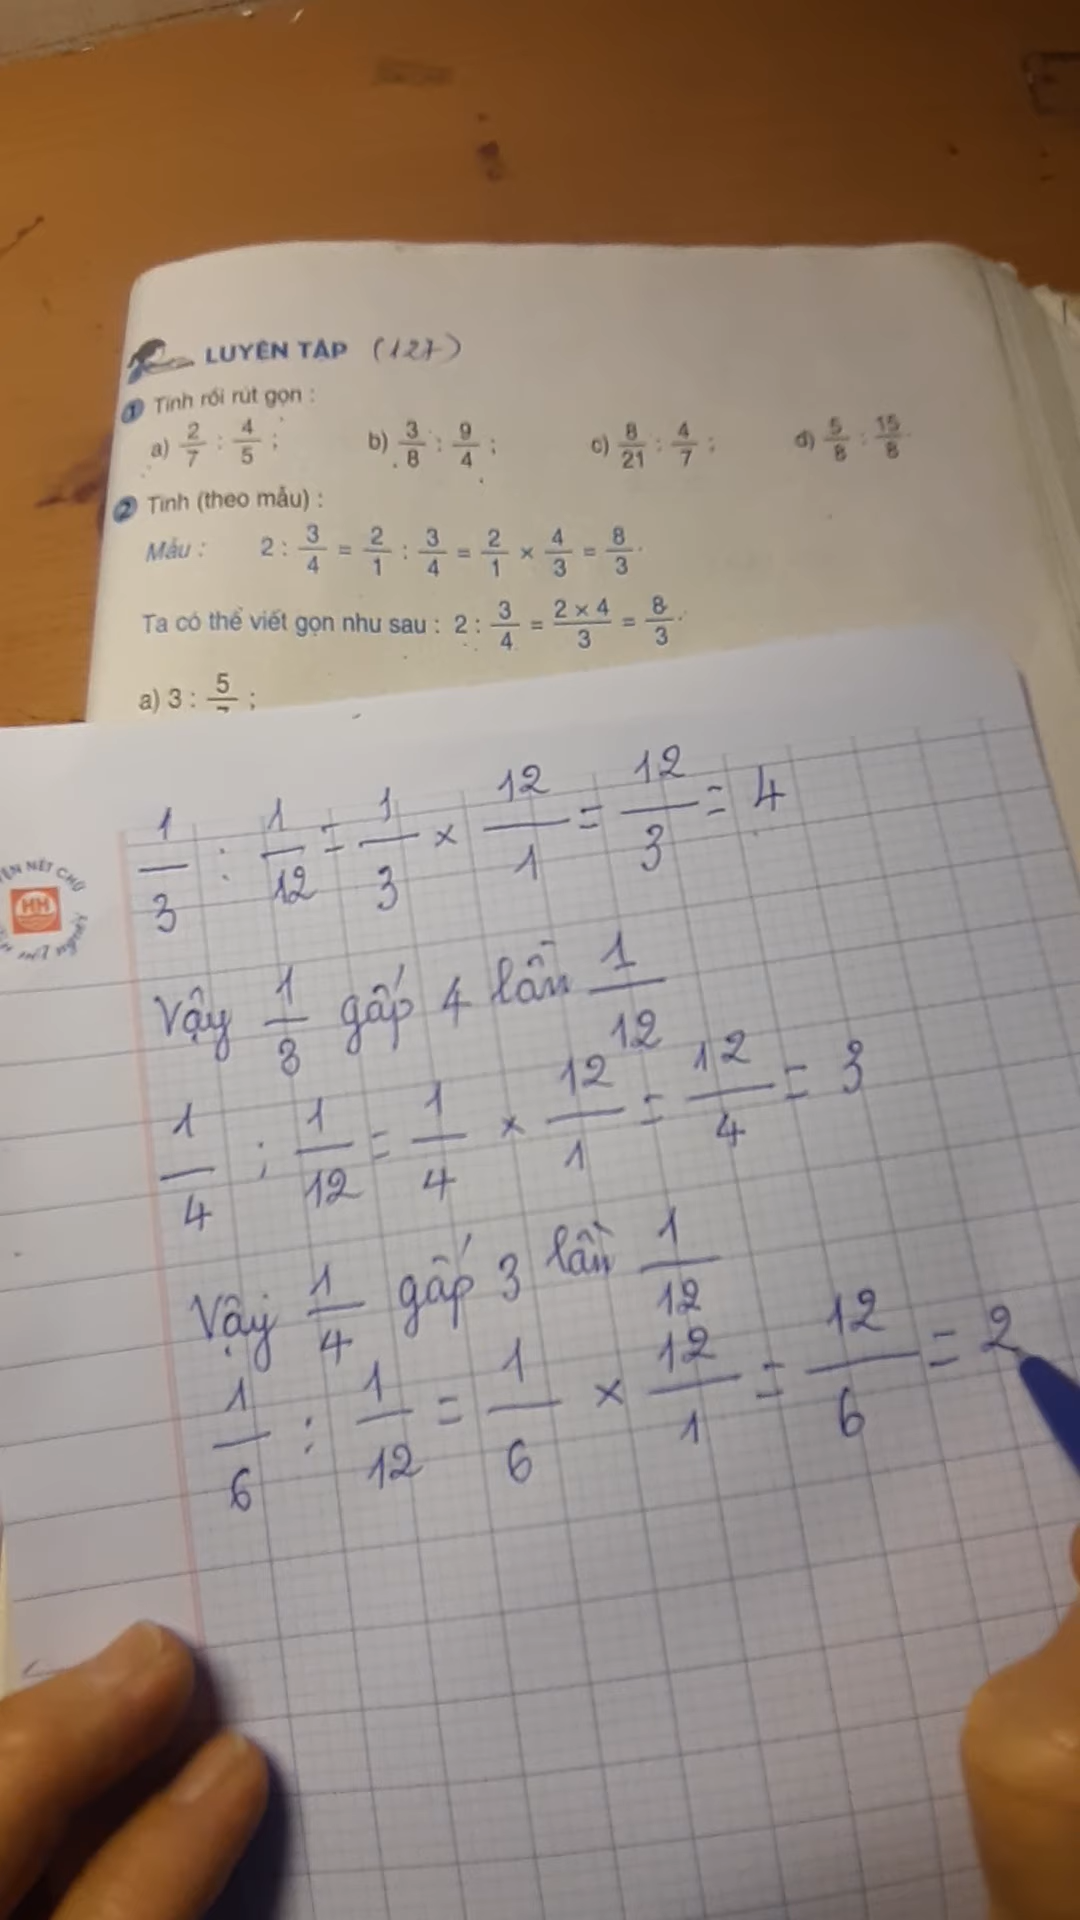 LUYỆN TẬP (127)
1 Tính rồi rút gọn :
a) 2/7 : 4/5 ; b) 3/8 : 9/4 ; c) 8/21 : 4/7 ; d) 5/8 : 15/8.
2 Tính (theo mẫu) :
Mẫu : 2 : 3/4 = 2/1 : 3/4 = 2/1 × 4/3 = 8/3.
Ta có thể viết gọn như sau : 2 : 3/4 = 2 × 4/3 = 8/3.
a) 3 : 5/7 ;
1/3 : 1/12 = 1/3 × 12/1 = 12/3 = 4
HH
NÉT CHỮ
Vậy 1/3 gấp 4 lần 1/12
1/4 : 1/12 = 1/4 × 12/1 = 12/4 = 3
Vậy 1/4 gấp 3 lần 1/12
1/6 : 1/12 = 1/6 × 12/1 = 12/6 = 2